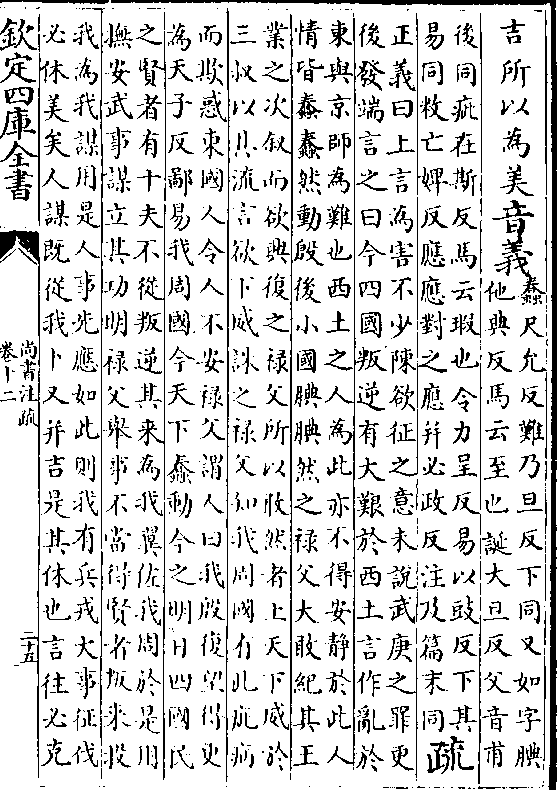 吉所以為美音義蠢尺允反難乃旦反下同又如字腆
他典反馬云至也誕大旦反父音甫
後同疵在斯反馬云瑕也令力呈反易以豉反下其
易同敉亡婢反應應對之應并必政反注及篇末同疏
正義曰上言為害不少陳欲征之意未說武庚之罪更
後發端言之曰今四國叛逆有大艱於西土言作亂於
東與京師為難也西土之人為此亦不得安靜於此人
情皆蠢蠢然動殷後小國腆腆然之禄父大敢紀其王
業之次叙而欲興復之禄父所以敢然者上天下威於
三叔以其流言欲下威誅之禄父知我周國有此疵病
而欺惑東國人令人不安禄父謂人曰我殷復望得更
為天子反鄙易我周國今天下蠢動今之明日四國民
之賢者有十夫不從叛逆其来為我翼佐我周於是用
撫安武事謀立其功明禄父舉事不當得賢者叛来投
我為我謀用是人事先應如此則我有兵戎大事征伐
必休美矣人謀既從我卜又并吉是其休也言往必克
欽定四庫全書
尚書注疏
卷十二
二十五